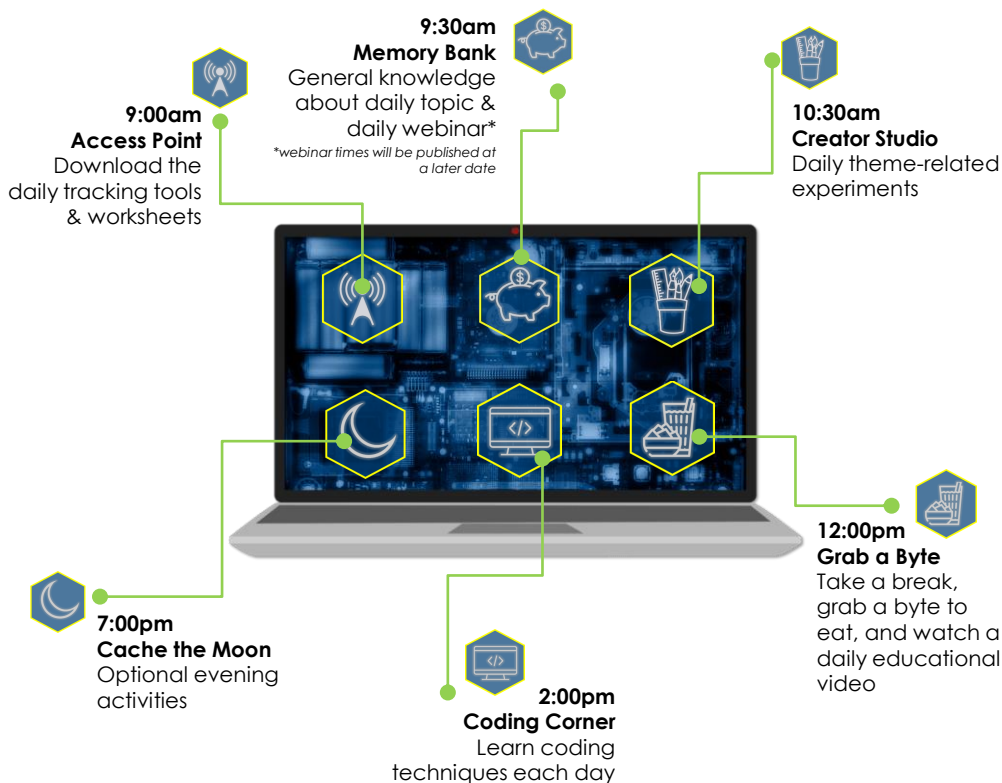 9:00am
Access Point
Download the
daily tracking tools
& worksheets
9:30am
Memory Bank
General knowledge
about daily topic &
daily webinar*
*webinar times will be published at
a later date
10:30am
Creator Studio
Daily theme-related
experiments
$
$
</>
12:00pm
Grab a Byte
Take a break,
grab a byte to
eat, and watch a
daily educational
video
</>
2:00pm
Coding Corner
Learn coding
techniques each day
7:00pm
Cache the Moon
Optional evening
activities